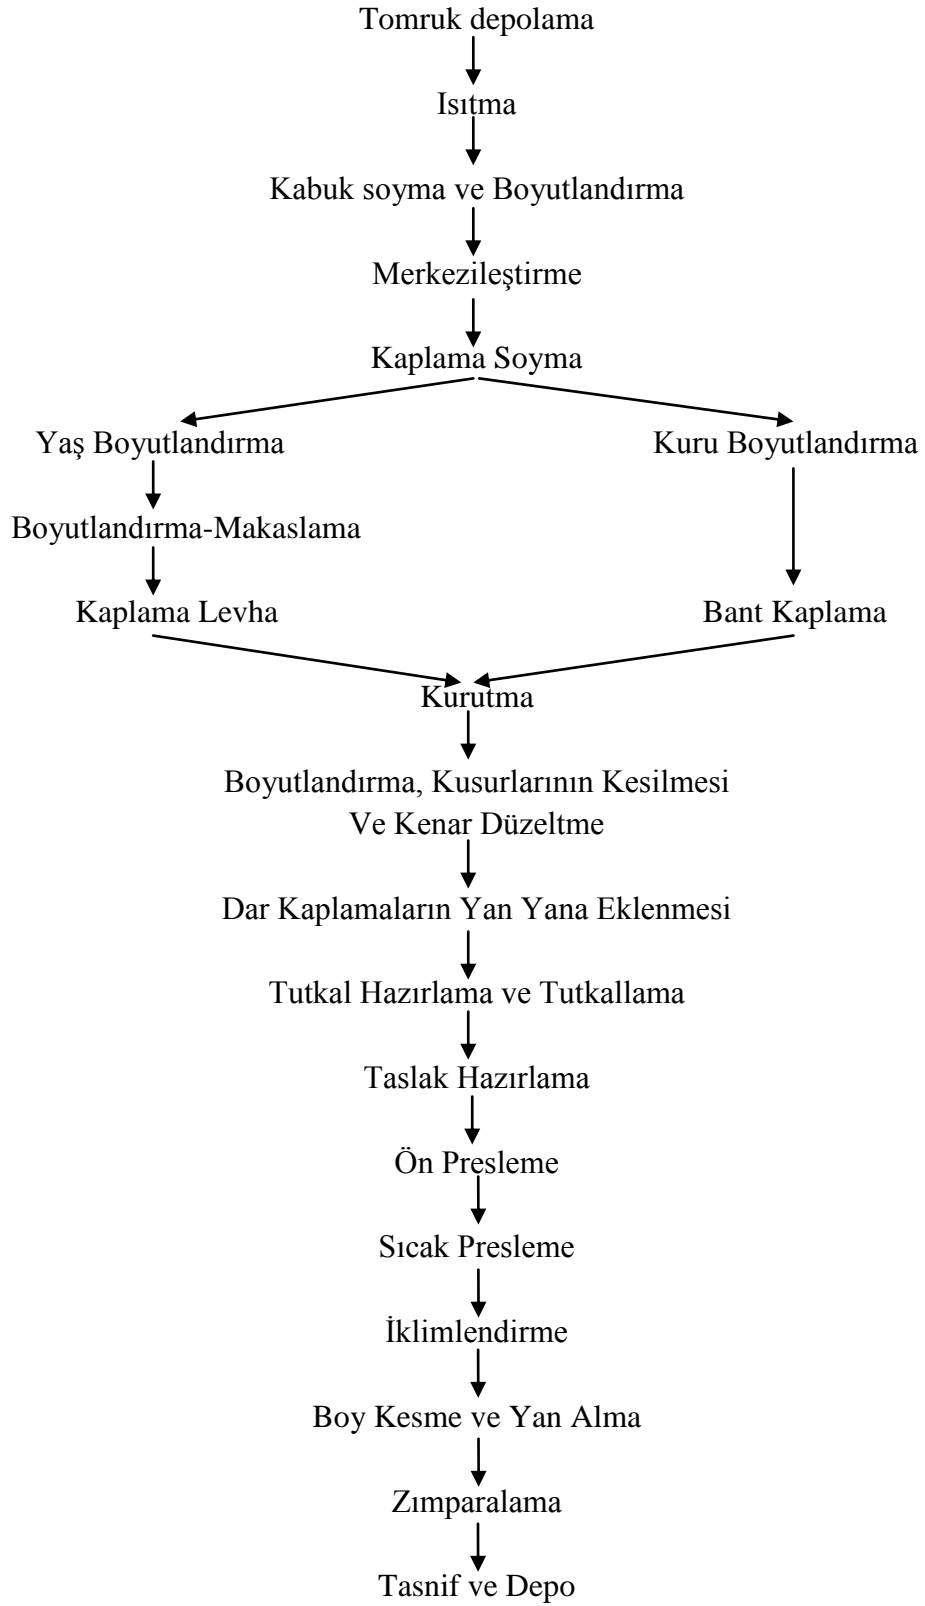 Tomruk depolama
Isıtma
Kabuk soyma ve Boyutlandırma
Merkezileştirme
Kaplama Soyma
Yaş Boyutlandırma
Kuru Boyutlandırma
Boyutlandırma-Makaslama
Kaplama Levha
Bant Kaplama
Kurutma
Boyutlandırma, Kusurlarının Kesilmesi
Ve Kenar Düzeltme
Dar Kaplamaların Yan Yana Eklenmesi
Tutkal Hazırlama ve Tutkallama
Taslak Hazırlama
Ön Presleme
Sıcak Presleme
İklimlendirme
Boy Kesme ve Yan Alma
Zımparalama
Tasnif ve Depo